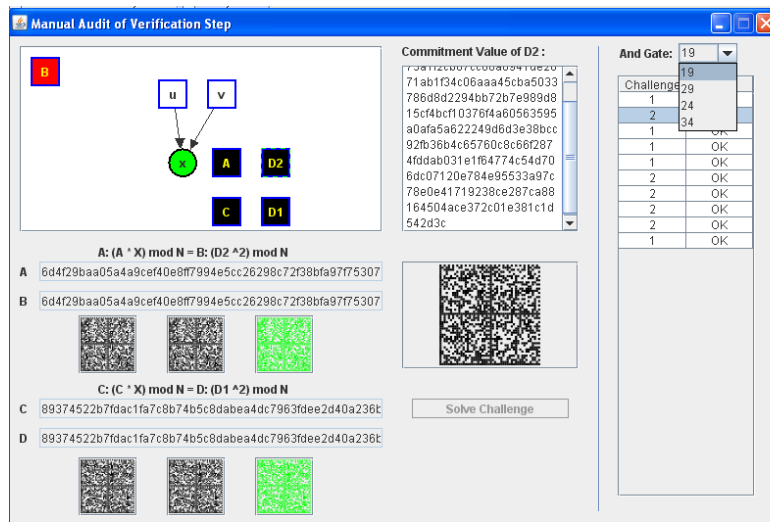 Manual Audit of Verification Step
B
u
v
x
A
D2
C
D1
Commitment Value of D2 :
71ab1f34c06aaa45cba5033
786d8d2294bb72b7e989d8
15cf4bcf10376f4a60563595
a0afa5a622249d6d3e38bcc
92fb36b4c65760c8c66f287
4fddab031e1f64774c54d70
6dc07120e784e95533a97c
78e0e41719238ce287ca88
164504ace372c01e381c1d
542d3c
And Gate: 19
19
29
24
34
Challenge
1
2
1 OK
1 OK
1 OK
2 OK
2 OK
2 OK
2 OK
1 OK
A: (A * X) mod N = B: (D2 ^2) mod N
A 6d4f29baa05a4a9cef40e8ff7994e5cc26298c72f38bfa97f75307
B 6d4f29baa05a4a9cef40e8ff7994e5cc26298c72f38bfa97f75307
C: (C * X) mod N = D: (D1 ^2) mod N
C 89374522b7fdac1fa7c8b74b5c8dabea4dc7963fdee2d40a236b
D 89374522b7fdac1fa7c8b74b5c8dabea4dc7963fdee2d40a236b
Solve Challenge